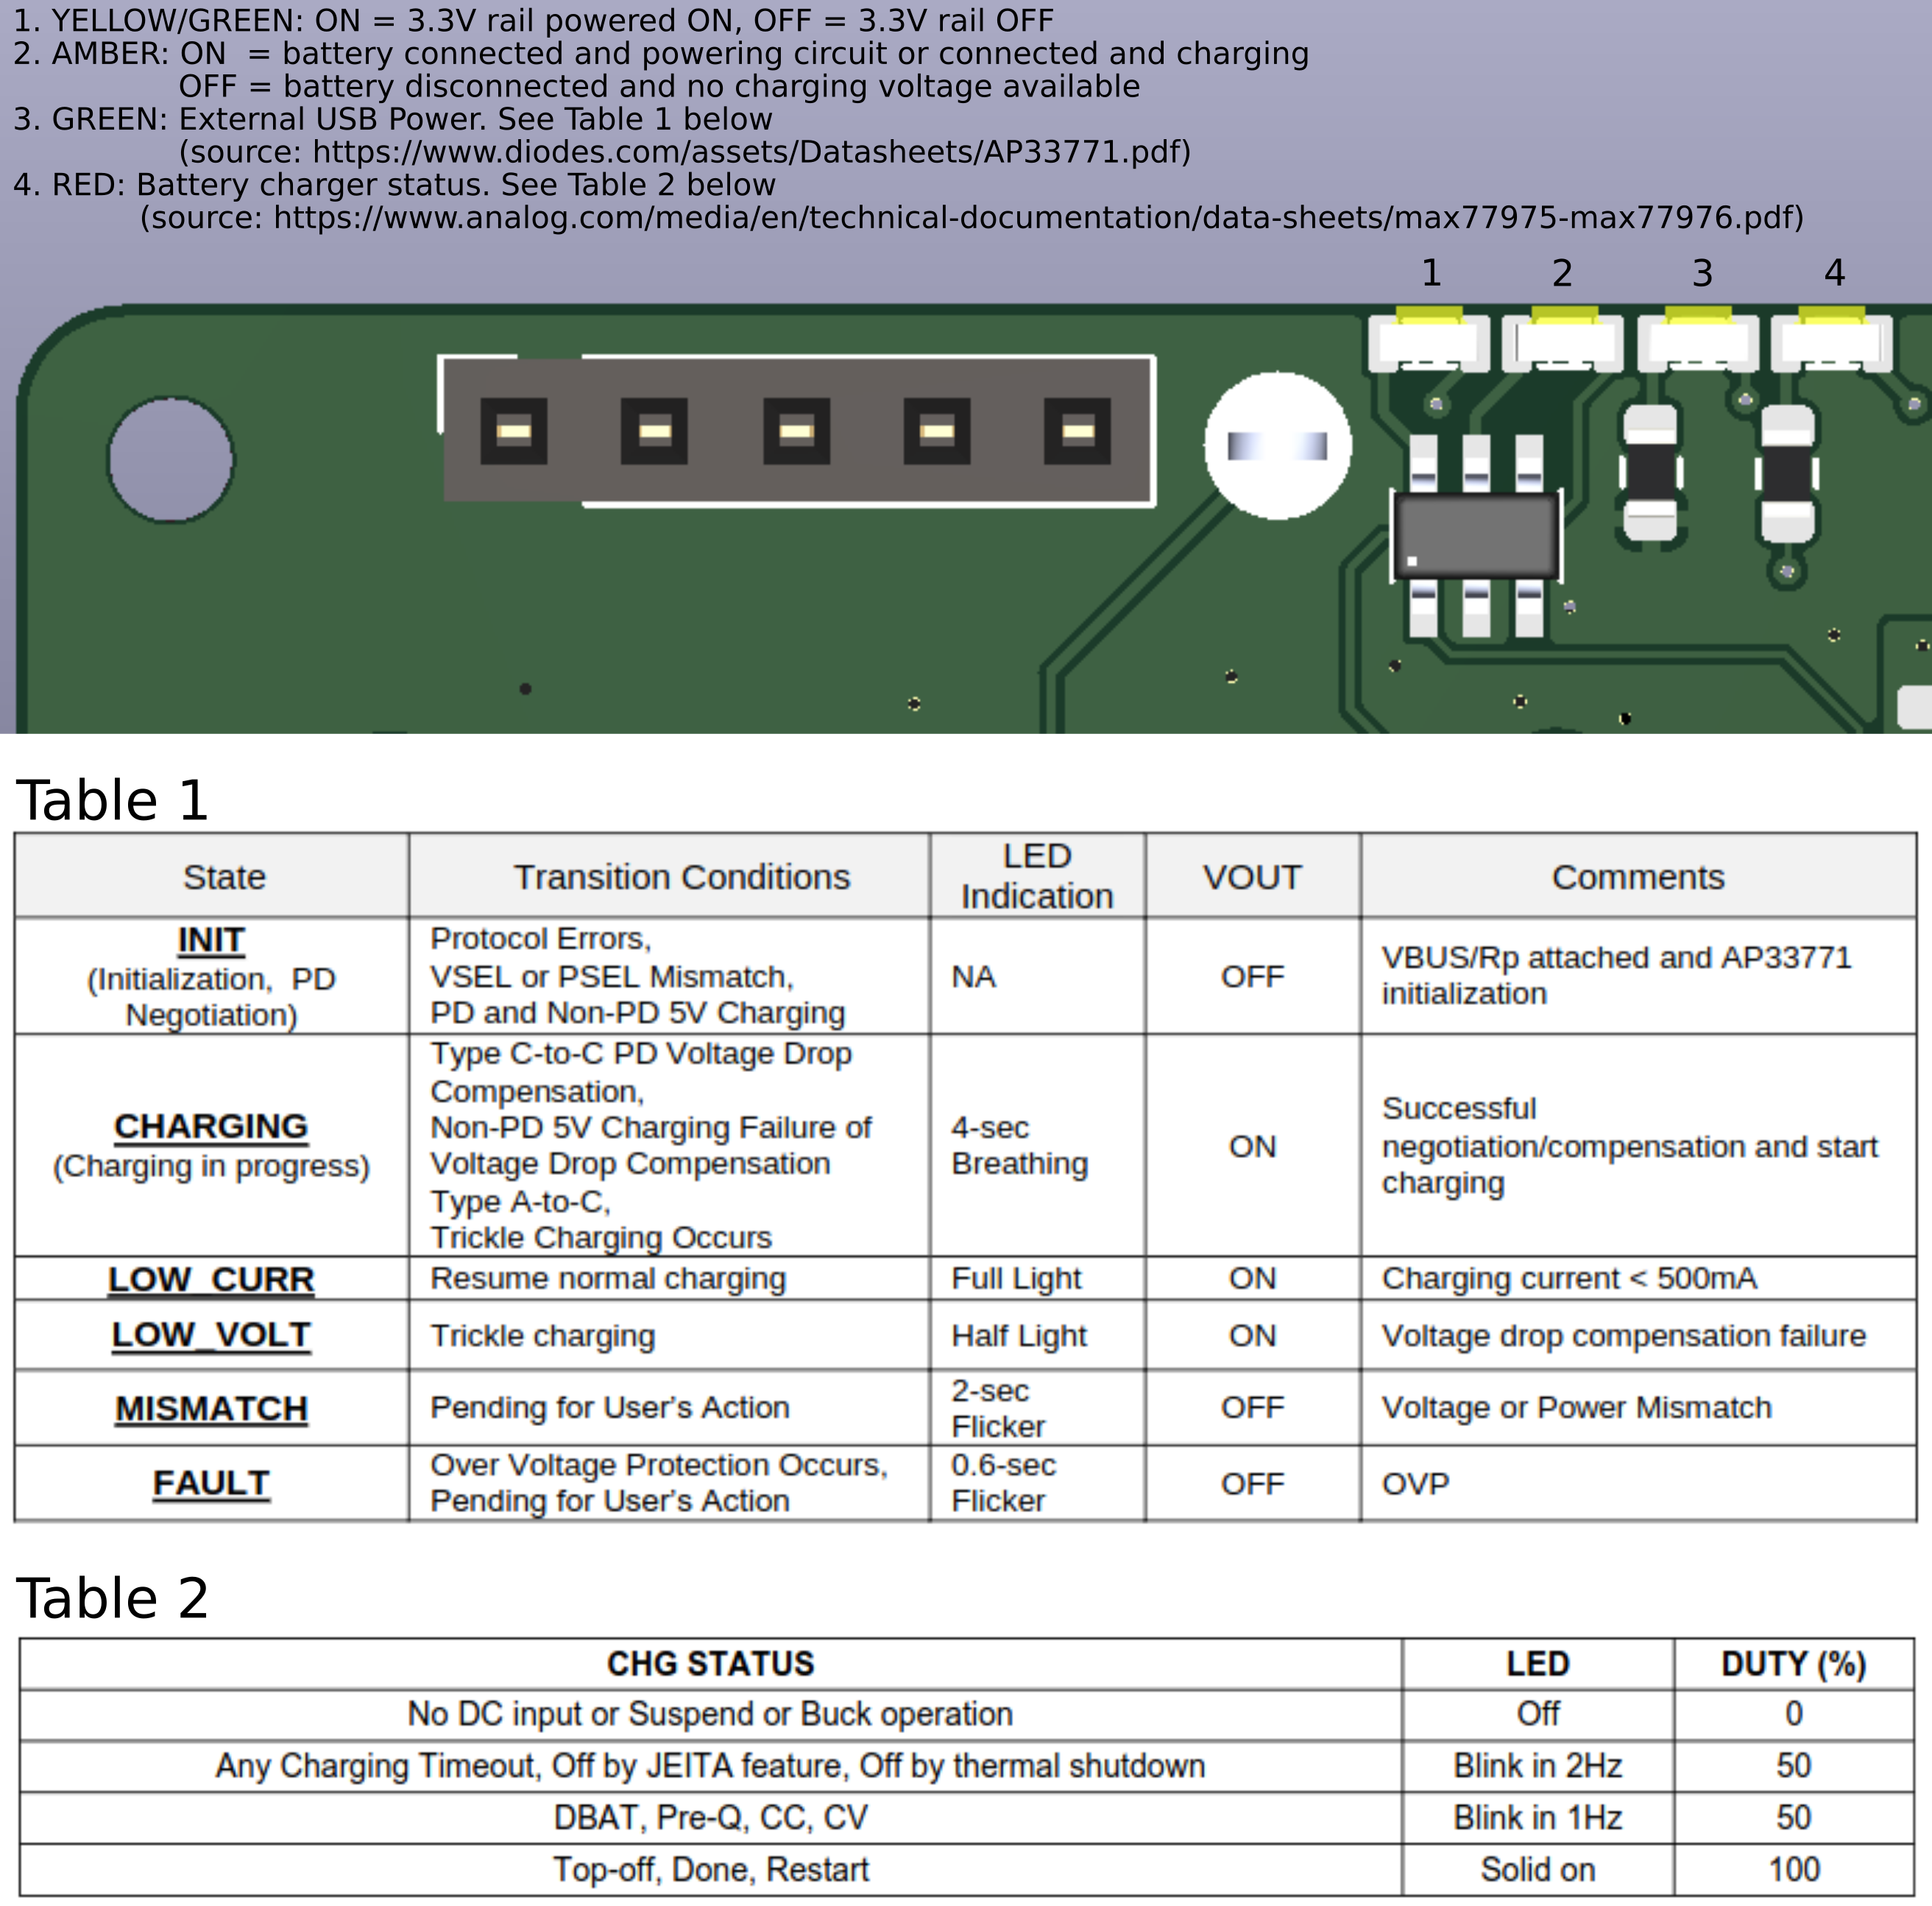 1. YELLOW/GREEN: ON = 3.3V rail powered ON, OFF = 3.3V rail OFF
2. AMBER: ON  = battery connected and powering circuit or connected and charging
OFF = battery disconnected and no charging voltage available
3. GREEN: External USB Power. See Table 1 below
(source: https://www.diodes.com/assets/Datasheets/AP33771.pdf)
4. RED: Battery charger status. See Table 2 below
(source: https://www.analog.com/media/en/technical-documentation/data-sheets/max77975-max77976.pdf)
1 2 3 4
Table 1
State Transition Conditions LED Indication VOUT Comments
INIT
(Initialization, PD
Negotiation)
Protocol Errors,
VSEL or PSEL Mismatch,
PD and Non-PD 5V Charging
NA
OFF
VBUS/Rp attached and AP33771
initialization
CHARGING
(Charging in progress)
Type C-to-C PD Voltage Drop
Compensation,
Non-PD 5V Charging Failure of
Voltage Drop Compensation
Type A-to-C,
Trickle Charging Occurs
4-sec
Breathing
ON
Successful
negotiation/compensation and start
charging
LOW_CURR Resume normal charging Full Light ON Charging current < 500mA
LOW_VOLT Trickle charging Half Light ON Voltage drop compensation failure
MISMATCH
Pending for User's Action
2-sec
Flicker
OFF
Voltage or Power Mismatch
FAULT
Over Voltage Protection Occurs,
Pending for User's Action
0.6-sec
Flicker
OFF
OVP
Table 2
CHG STATUS LED DUTY (%)
No DC input or Suspend or Buck operation Off 0
Any Charging Timeout, Off by JEITA feature, Off by thermal shutdown Blink in 2Hz 50
DBAT, Pre-Q, CC, CV Blink in 1Hz 50
Top-off, Done, Restart Solid on 100